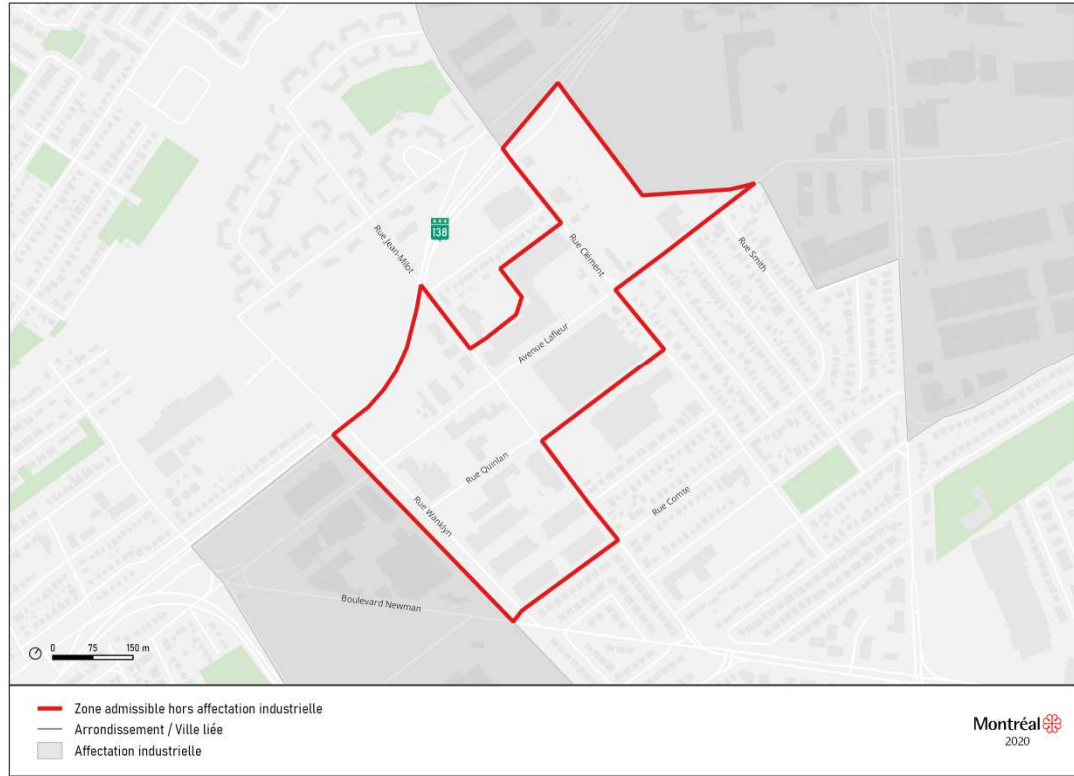 138
Rue Jean-Milot
Rue Clément
Rue Smith
Avenue Lafleur
Rue Quinlan
Rue Wanklyn
Rue Comte
Boulevard Newman
0 75 150 m
Zone admissible hors affectation industrielle
Arrondissement / Ville liée
Affectation industrielle
Montréal
2020